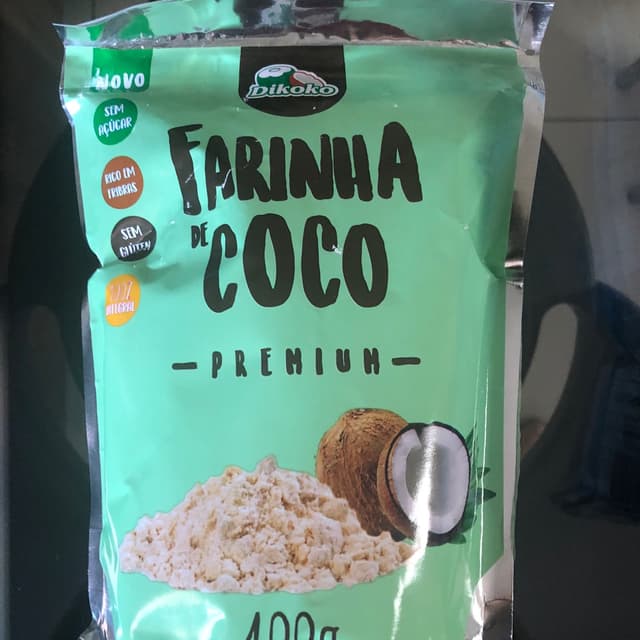 NOVO
Dikoko
SEM
AÇÚCAR
RICO EM
FIBRAS
SEM
GLÚTEN
INTEGRAL
FARINHA
DE
COCO
PREMIUM